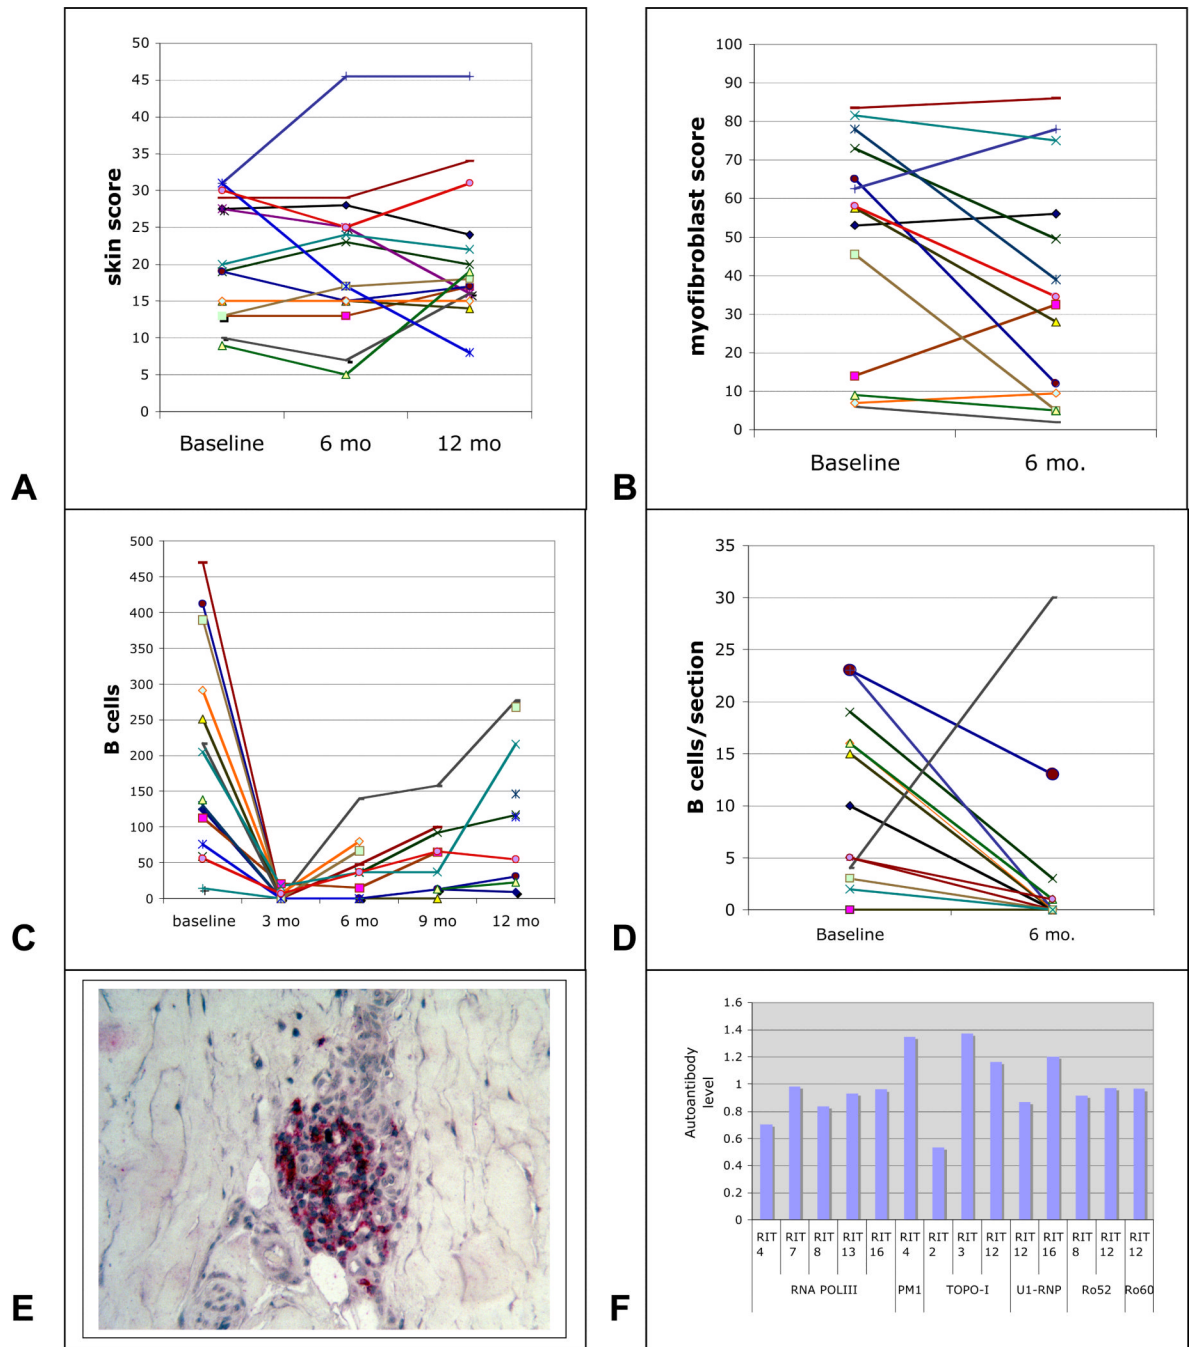 50
45
40
35
30
25
20
15
10
5
0
skin score
Baseline 6 mo 12 mo
A
100
90
80
70
60
50
40
30
20
10
0
myofibroblast score
Baseline 6 mo.
B
500
450
400
350
300
250
200
150
100
50
0
B cells
baseline 3 mo 6 mo 9 mo 12 mo
C
35
30
25
20
15
10
5
0
B cells/section
Baseline 6 mo.
D
E
1.6
1.4
1.2
1
0.8
0.6
0.4
0.2
0
Autoantibody
level
RIT RIT RIT RIT RIT RIT RIT RIT RIT RIT RIT RIT RIT RIT
4 7 8 13 16 4 2 3 12 12 16 8 12 12
RNA POLIII PM1 TOPO-I U1-RNP Ro52 Ro60
F